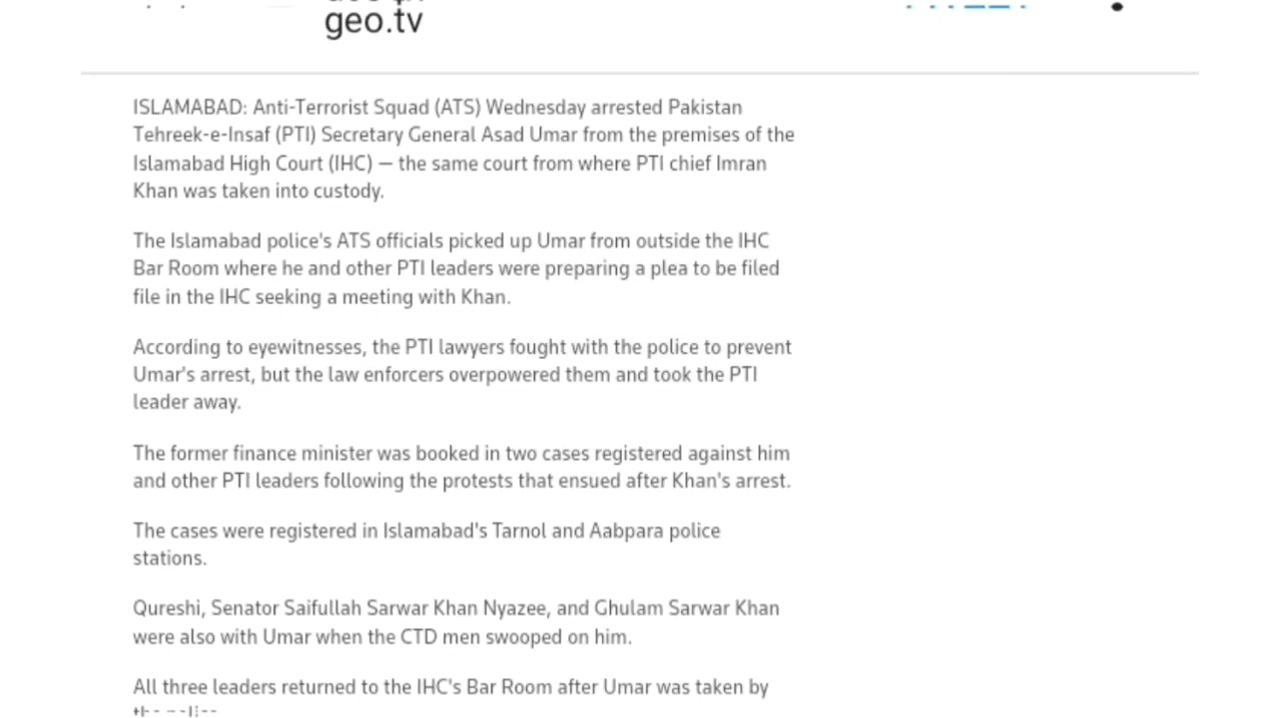 geo.tv
ISLAMABAD: Anti-Terrorist Squad (ATS) Wednesday arrested Pakistan
Tehreek-e-Insaf (PTI) Secretary General Asad Umar from the premises of the
Islamabad High Court (IHC) — the same court from where PTI chief Imran
Khan was taken into custody.
The Islamabad police's ATS officials picked up Umar from outside the IHC
Bar Room where he and other PTI leaders were preparing a plea to be filed
file in the IHC seeking a meeting with Khan.
According to eyewitnesses, the PTI lawyers fought with the police to prevent
Umar's arrest, but the law enforcers overpowered them and took the PTI
leader away.
The former finance minister was booked in two cases registered against him
and other PTI leaders following the protests that ensued after Khan's arrest.
The cases were registered in Islamabad's Tarnol and Aabpara police
stations.
Qureshi, Senator Saifullah Sarwar Khan Nyazee, and Ghulam Sarwar Khan
were also with Umar when the CTD men swooped on him.
All three leaders returned to the IHC's Bar Room after Umar was taken by